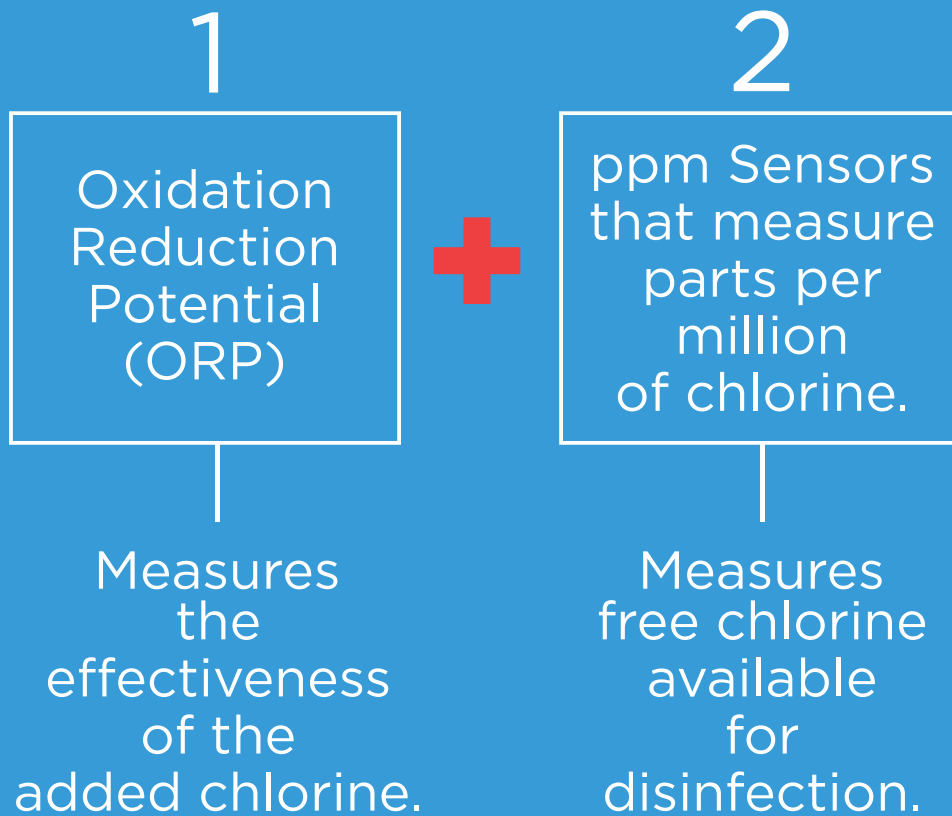 1
Oxidation
Reduction
Potential
(ORP)
Measures
the
effectiveness
of the
added chlorine.
2
ppm Sensors
that measure
parts per
million
of chlorine.
Measures
free chlorine
available
for
disinfection.